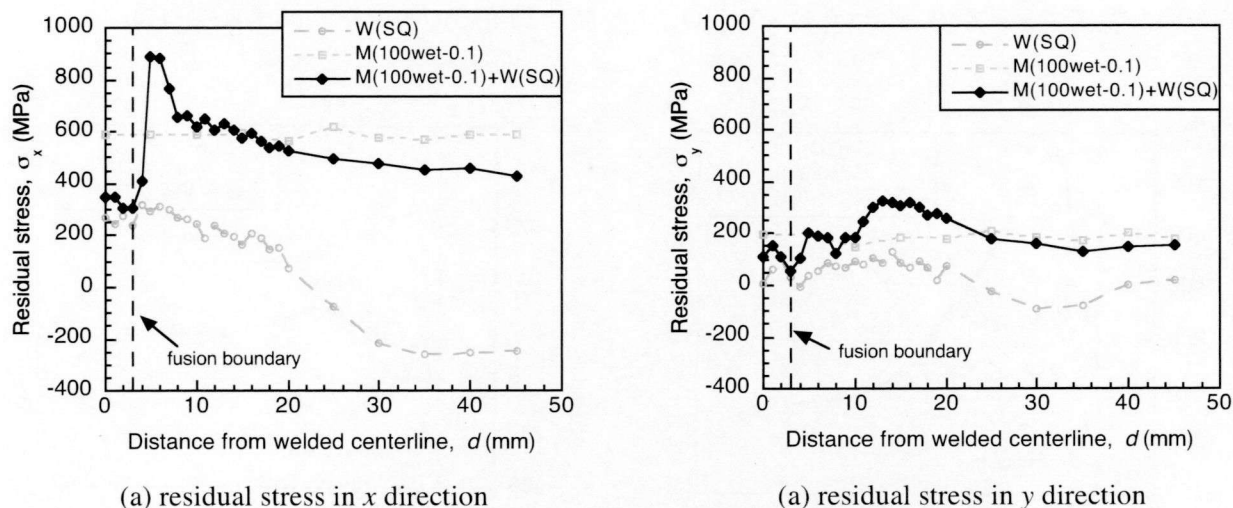 1000
800
600
400
200
0
-200
-400
Residual stress, σx (MPa)
W(SQ)
M(100wet-0.1)
M(100wet-0.1)+W(SQ)
fusion boundary
0 10 20 30 40 50
Distance from welded centerline, d (mm)
(a) residual stress in x direction
1000
800
600
400
200
0
-200
-400
Residual stress, σy (MPa)
W(SQ)
M(100wet-0.1)
M(100wet-0.1)+W(SQ)
fusion boundary
0 10 20 30 40 50
Distance from welded centerline, d (mm)
(a) residual stress in y direction